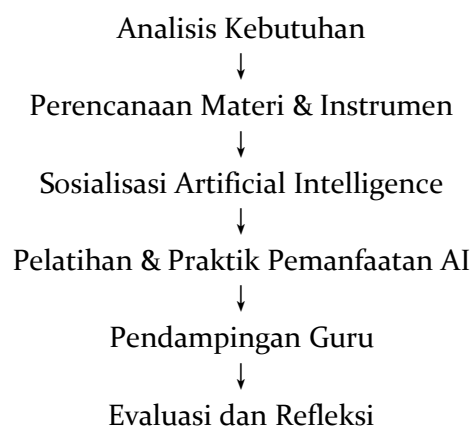 Analisis Kebutuhan
↓
Perencanaan Materi & Instrumen
↓
Sosialisasi Artificial Intelligence
↓
Pelatihan & Praktik Pemanfaatan AI
↓
Pendampingan Guru
↓
Evaluasi dan Refleksi